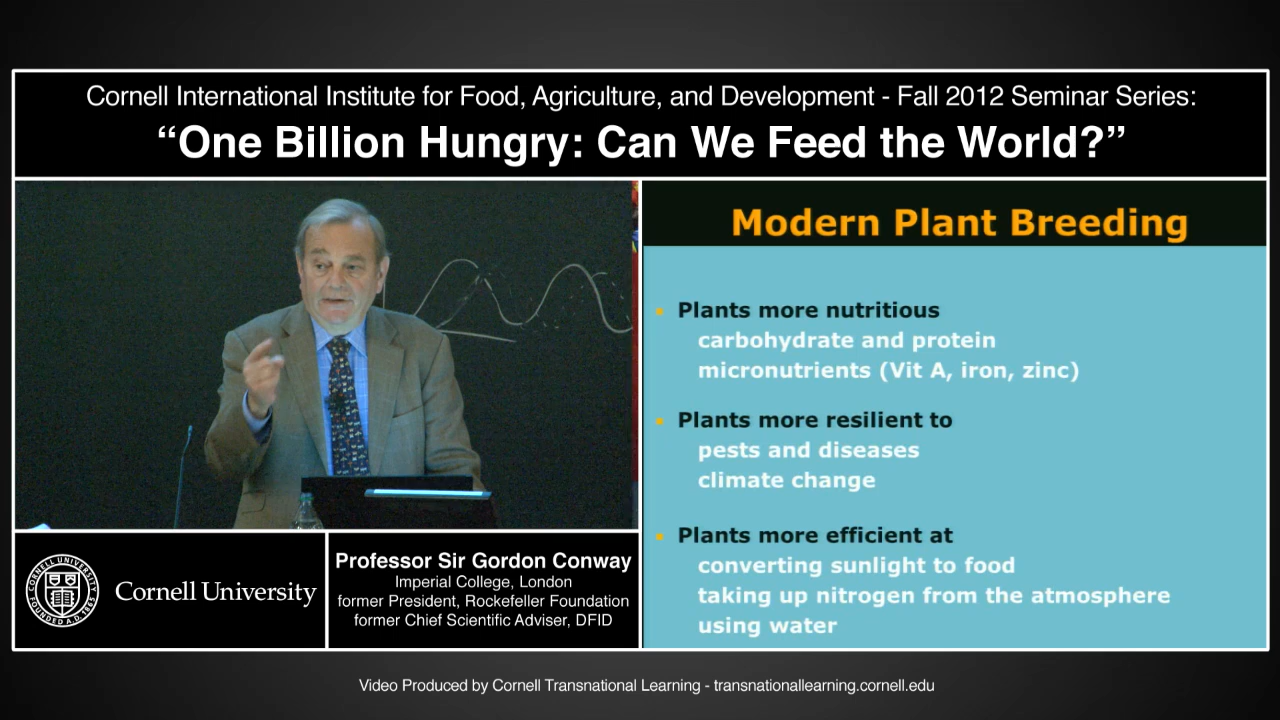 Cornell International Institute for Food, Agriculture, and Development - Fall 2012 Seminar Series:
“One Billion Hungry: Can We Feed the World?”
Modern Plant Breeding
Plants more nutritious
carbohydrate and protein
micronutrients (Vit A, iron, zinc)
Plants more resilient to
pests and diseases
climate change
Plants more efficient at
converting sunlight to food
taking up nitrogen from the atmosphere
using water
CORNELL UNIVERSITY
FOUNDED A.D. 1865
Cornell University
Professor Sir Gordon Conway
Imperial College, London
former President, Rockefeller Foundation
former Chief Scientific Adviser, DFID
Video Produced by Cornell Transnational Learning - transnationallearning.cornell.edu